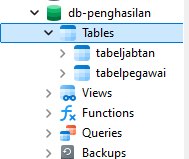 db-penghasilan
Tables
tabeljabtan
tabelpegawai
Views
Functions
Queries
Backups